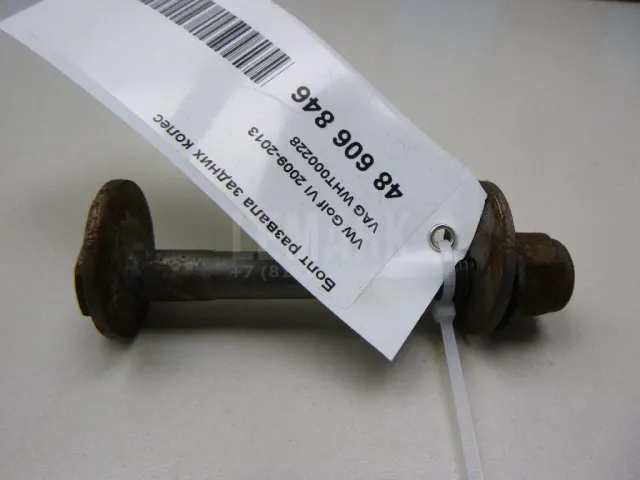 Болт развала задних колес
VW Golf VI 2009-2013
VAG WHT000228
48 606 846